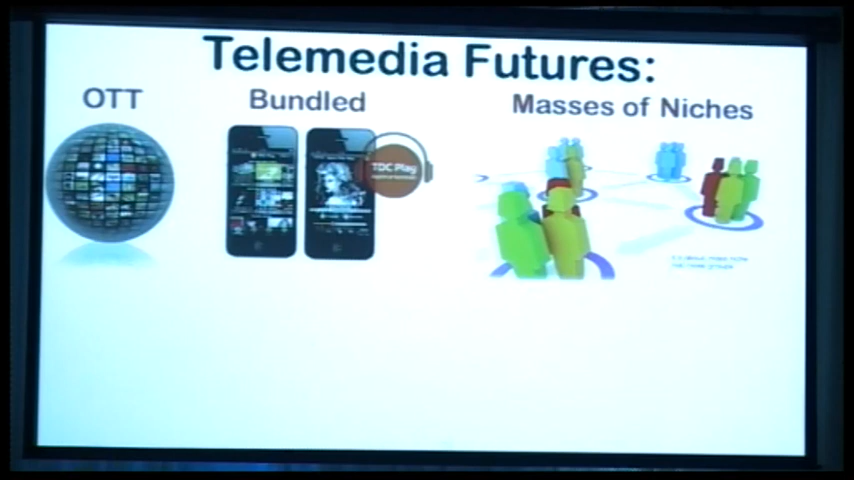 Telemedia Futures:
OTT
Bundled
Masses of Niches
TDC Play